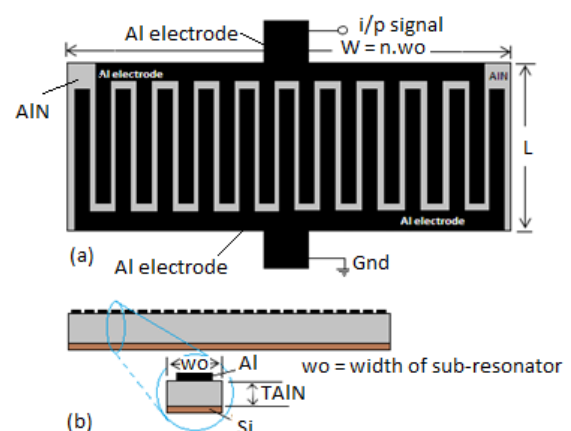 Al electrode
i/p signal
W = n.wo
Al electrode
AlN
AlN
L
Al electrode
(a)
Al electrode
Gnd
wo
Al
wo = width of sub-resonator
TAlN
(b)
Si